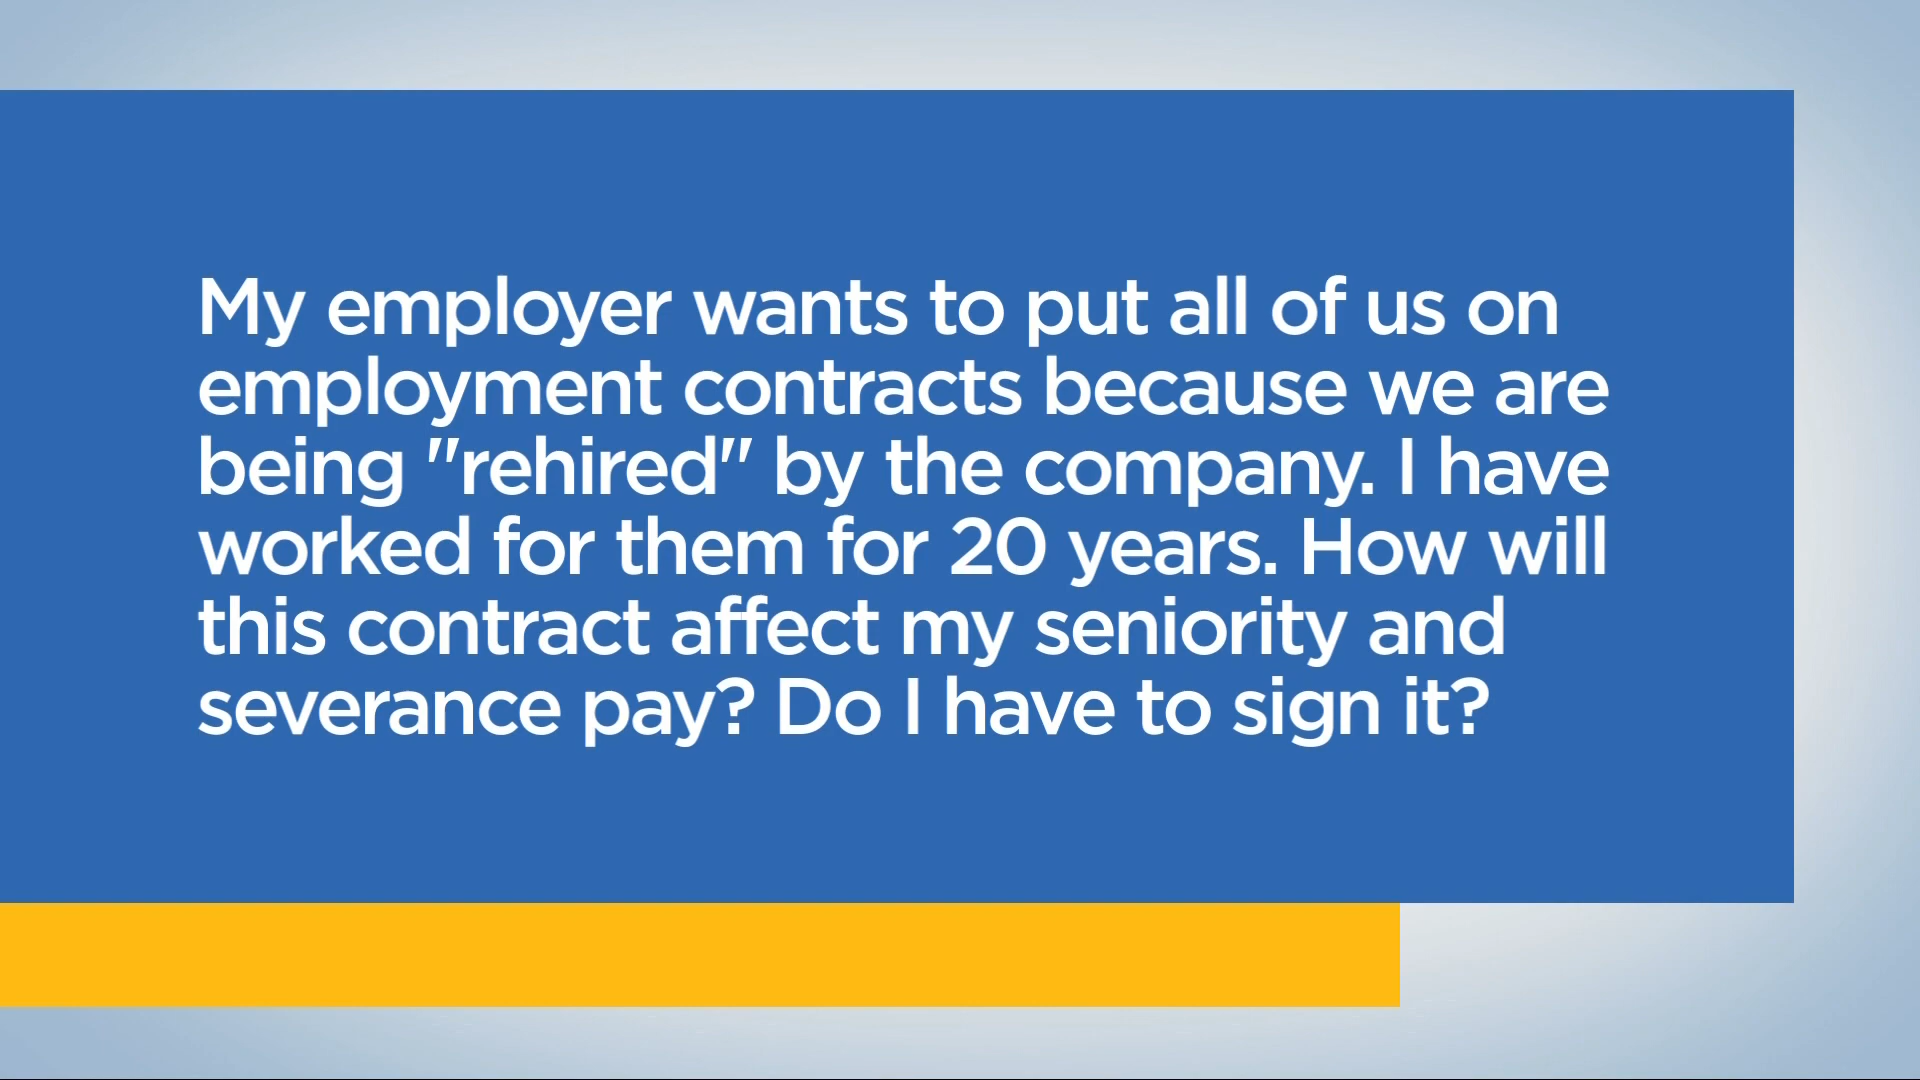 My employer wants to put all of us on
employment contracts because we are
being "rehired" by the company. I have
worked for them for 20 years. How will
this contract affect my seniority and
severance pay? Do I have to sign it?